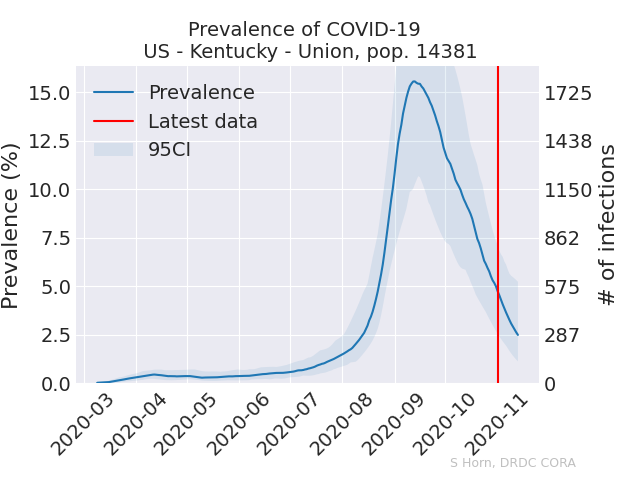 Prevalence of COVID-19
US - Kentucky - Union, pop. 14381
Prevalence
Latest data
95CI
Prevalence (%)
15.0
12.5
10.0
7.5
5.0
2.5
0.0
1725
1438
1150
862
575
287
0
# of infections
2020-03
2020-04
2020-05
2020-06
2020-07
2020-08
2020-09
2020-10
2020-11
S Horn, DRDC CORA